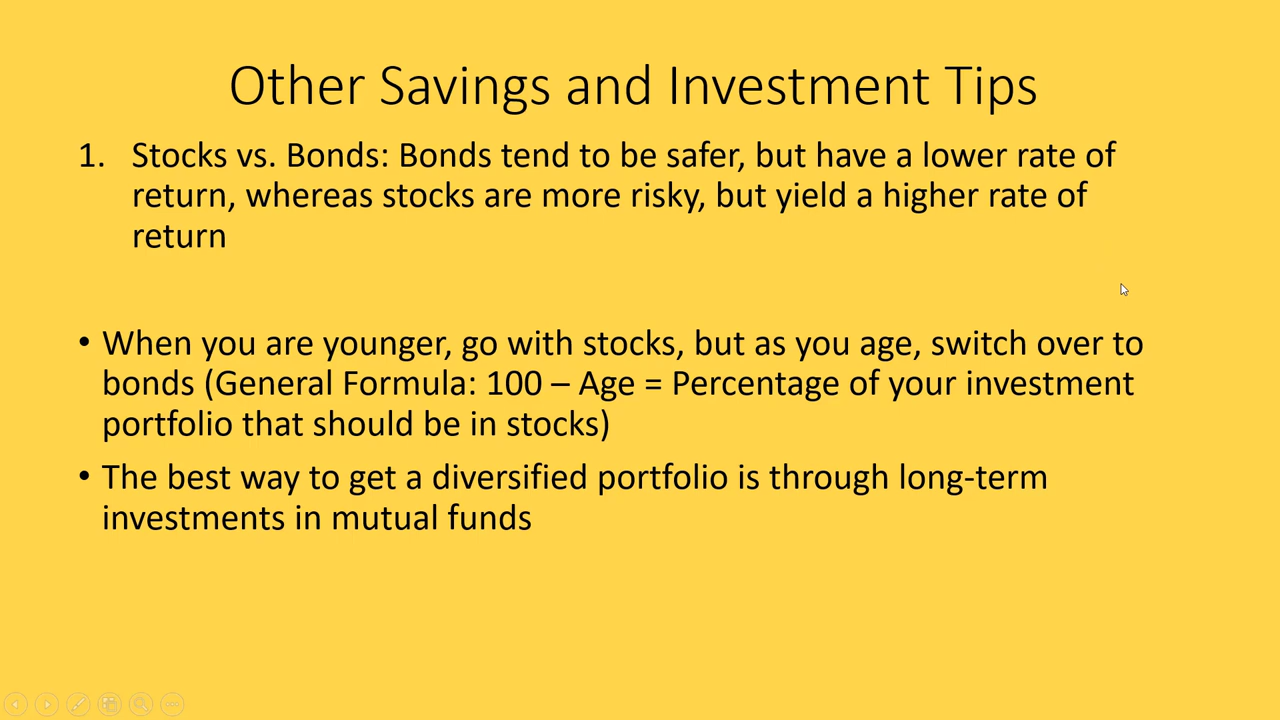 Other Savings and Investment Tips
1. Stocks vs. Bonds: Bonds tend to be safer, but have a lower rate of
return, whereas stocks are more risky, but yield a higher rate of
return
• When you are younger, go with stocks, but as you age, switch over to
bonds (General Formula: 100 – Age = Percentage of your investment
portfolio that should be in stocks)
• The best way to get a diversified portfolio is through long-term
investments in mutual funds